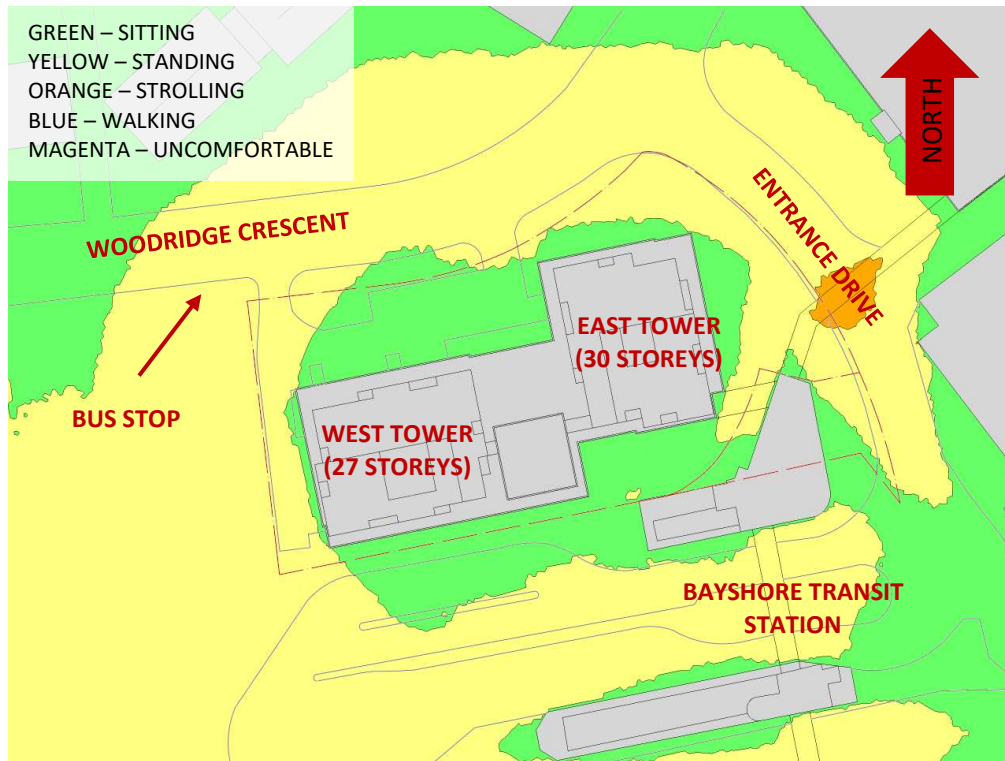 GREEN – SITTING
YELLOW – STANDING
ORANGE – STROLLING
BLUE – WALKING
MAGENTA – UNCOMFORTABLE
NORTH
WOODRIDGE CRESCENT
ENTRANCE DRIVE
EAST TOWER
(30 STOREYS)
BUS STOP
WEST TOWER
(27 STOREYS)
BAYSHORE TRANSIT
STATION